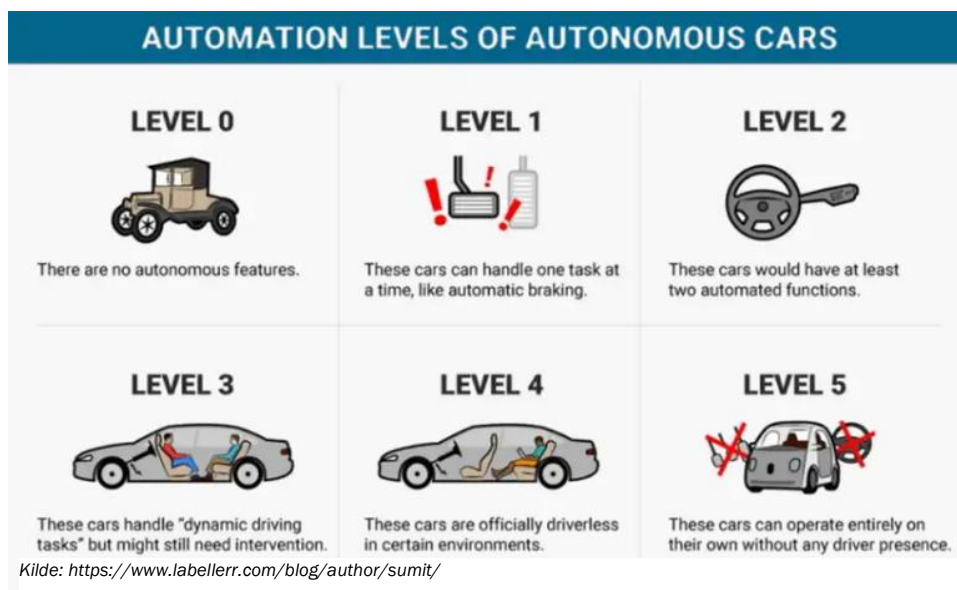 AUTOMATION LEVELS OF AUTONOMOUS CARS
LEVEL 0
There are no autonomous features.
LEVEL 1
These cars can handle one task at
a time, like automatic braking.
LEVEL 2
These cars would have at least
two automated functions.
LEVEL 3
These cars handle "dynamic driving
tasks" but might still need intervention.
LEVEL 4
These cars are officially driverless
in certain environments.
LEVEL 5
These cars can operate entirely on
their own without any driver presence.
Kilde: https://www.labellerr.com/blog/author/sumit/